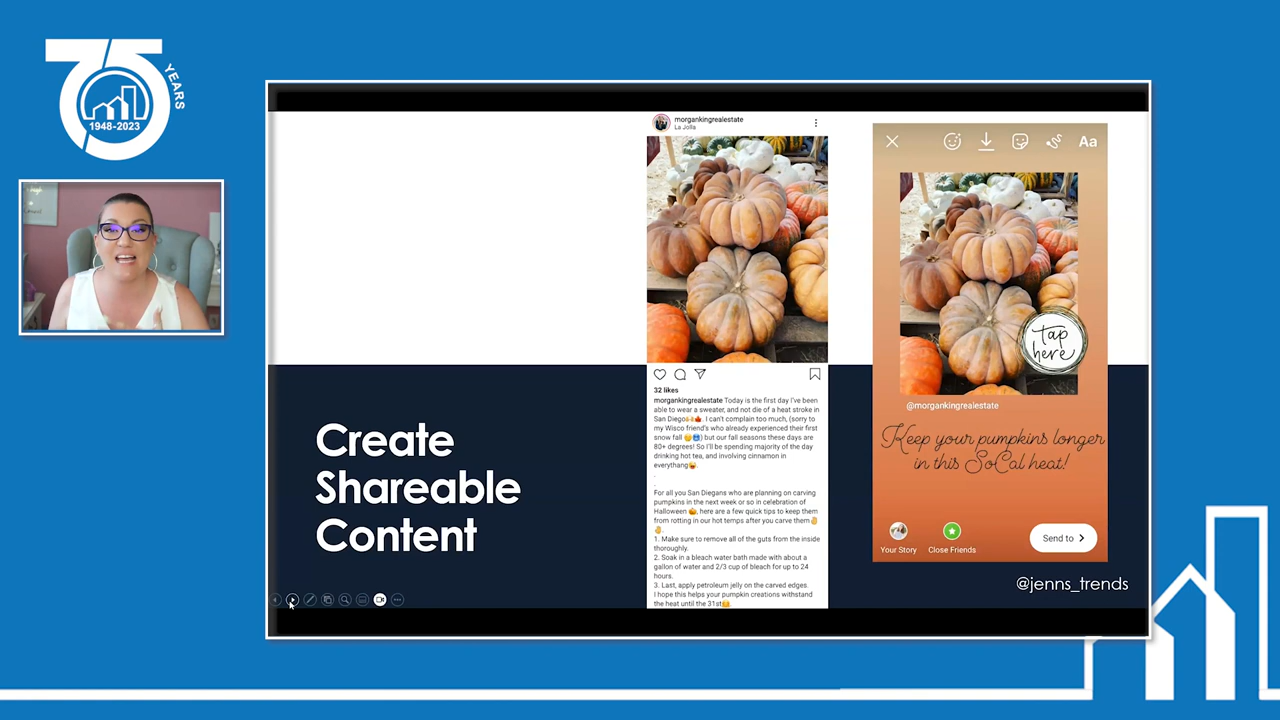 75
YEARS
1948-2023
Create
Shareable
Content
morgankingrealestate
La Jolla
32 likes
morgankingrealestate Today is the first day I've been
able to wear a sweater, and not die of a heat stroke in
San Diego🙌🍁. I can't complain too much, (sorry to
my Wisco friend's who already experienced their first
snow fall 😏🥶) but our fall seasons these days are
80+ degrees! So I'll be spending majority of the day
drinking hot tea, and involving cinnamon in
everythang😄.
.
.
For all you San Diegans who are planning on carving
pumpkins in the next week or so in celebration of
Halloween 🎃, here are a few quick tips to keep them
from rotting in our hot temps after you carve them👌
👌.
1. Make sure to remove all of the guts from the inside
thoroughly.
2. Soak in a bleach water bath made with about a
gallon of water and 2/3 cup of bleach for up to 24
hours.
3. Last, apply petroleum jelly on the carved edges.
I hope this helps your pumpkin creations withstand
the heat until the 31st😊.
Aa
tap
here
@morgankingrealestate
Keep your pumpkins longer
in this SoCal heat!
Your Story
Close Friends
Send to
@jenns_trends